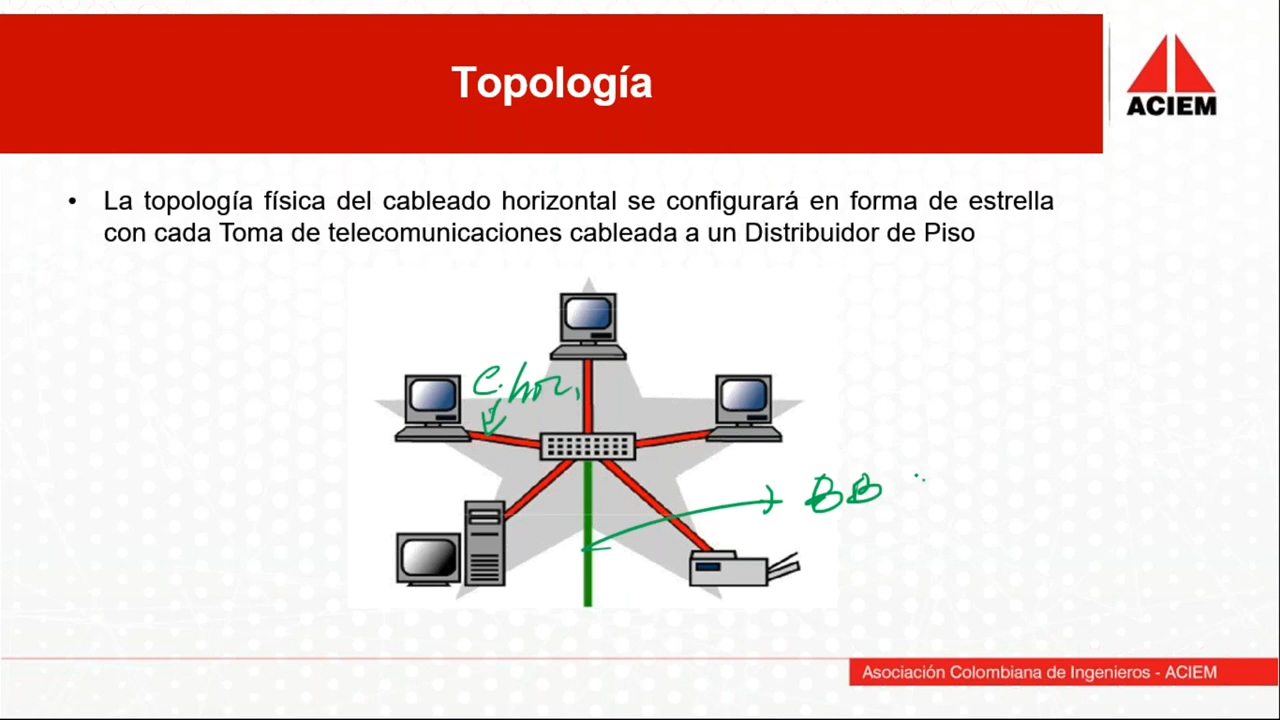 Topología
ACIEM
• La topología física del cableado horizontal se configurará en forma de estrella
con cada Toma de telecomunicaciones cableada a un Distribuidor de Piso
C. hor.
BB
Asociación Colombiana de Ingenieros - ACIEM